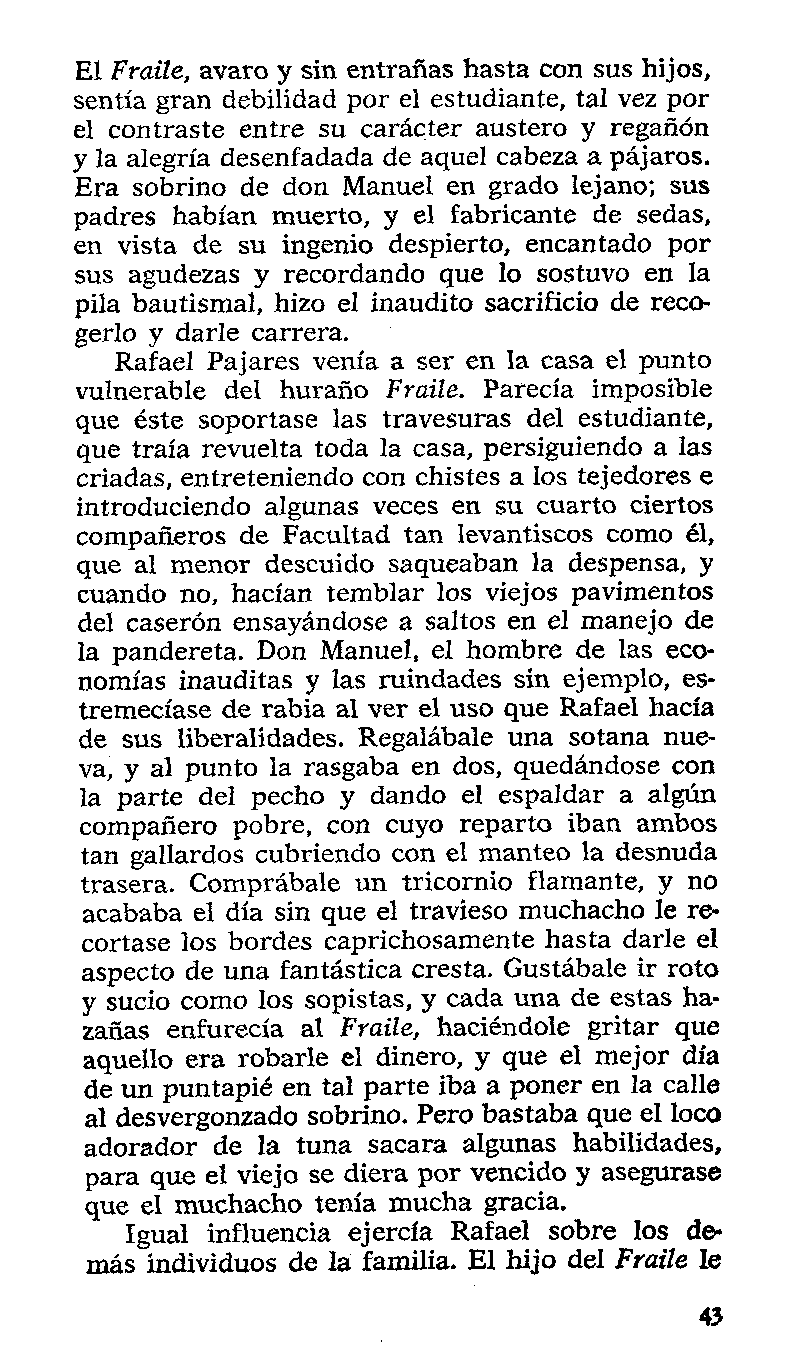 El Fraile, avaro y sin entrañas hasta con sus hijos,
sentía gran debilidad por el estudiante, tal vez por
el contraste entre su carácter austero y regañón
y la alegría desenfadada de aquel cabeza a pájaros.
Era sobrino de don Manuel en grado lejano; sus
padres habían muerto, y el fabricante de sedas,
en vista de su ingenio despierto, encantado por
sus agudezas y recordando que lo sostuvo en la
pila bautismal, hizo el inaudito sacrificio de reco-
gerlo y darle carrera.
Rafael Pajares venía a ser en la casa el punto
vulnerable del huraño Fraile. Parecía imposible
que éste soportase las travesuras del estudiante,
que traía revuelta toda la casa, persiguiendo a las
criadas, entreteniendo con chistes a los tejedores e
introduciendo algunas veces en su cuarto ciertos
compañeros de Facultad tan levantiscos como él,
que al menor descuido saqueaban la despensa, y
cuando no, hacían temblar los viejos pavimentos
del caserón ensayándose a saltos en el manejo de
la pandereta. Don Manuel, el hombre de las eco-
nomías inauditas y las ruindades sin ejemplo, es-
tremecíase de rabia al ver el uso que Rafael hacía
de sus liberalidades. Regalábale una sotana nue-
va, y al punto la rasgaba en dos, quedándose con
la parte del pecho y dando el espaldar a algún
compañero pobre, con cuyo reparto iban ambos
tan gallardos cubriendo con el manteo la desnuda
trasera. Comprábale un tricornio flamante, y no
acababa el día sin que el travieso muchacho le re-
cortase los bordes caprichosamente hasta darle el
aspecto de una fantástica cresta. Gustábale ir roto
y sucio como los sopistas, y cada una de estas ha-
zañas enfurecía al Fraile, haciéndole gritar que
aquello era robarle el dinero, y que el mejor día
de un puntapié en tal parte iba a poner en la calle
al desvergonzado sobrino. Pero bastaba que el loco
adorador de la tuna sacara algunas habilidades,
para que el viejo se diera por vencido y asegurase
que el muchacho tenía mucha gracia.
Igual influencia ejercía Rafael sobre los de-
más individuos de la familia. El hijo del Fraile le
43